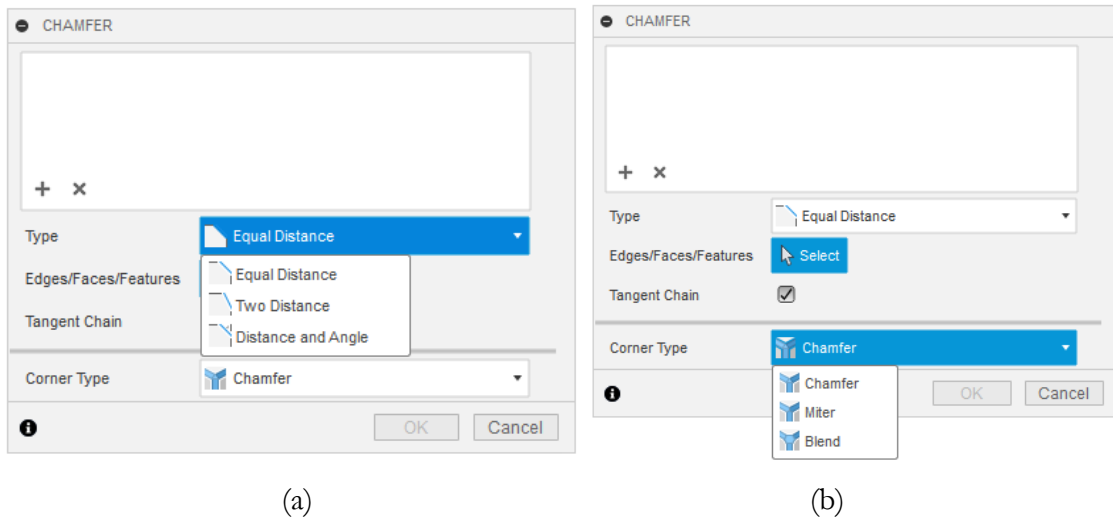 CHAMFER
Type
Equal Distance
Equal Distance
Edges/Faces/Features
Two Distance
Tangent Chain
Distance and Angle
Corner Type
Chamfer
OK
Cancel
(a)
CHAMFER
Type
Equal Distance
Edges/Faces/Features
Select
Tangent Chain
Corner Type
Chamfer
Chamfer
Miter
Blend
OK
Cancel
(b)